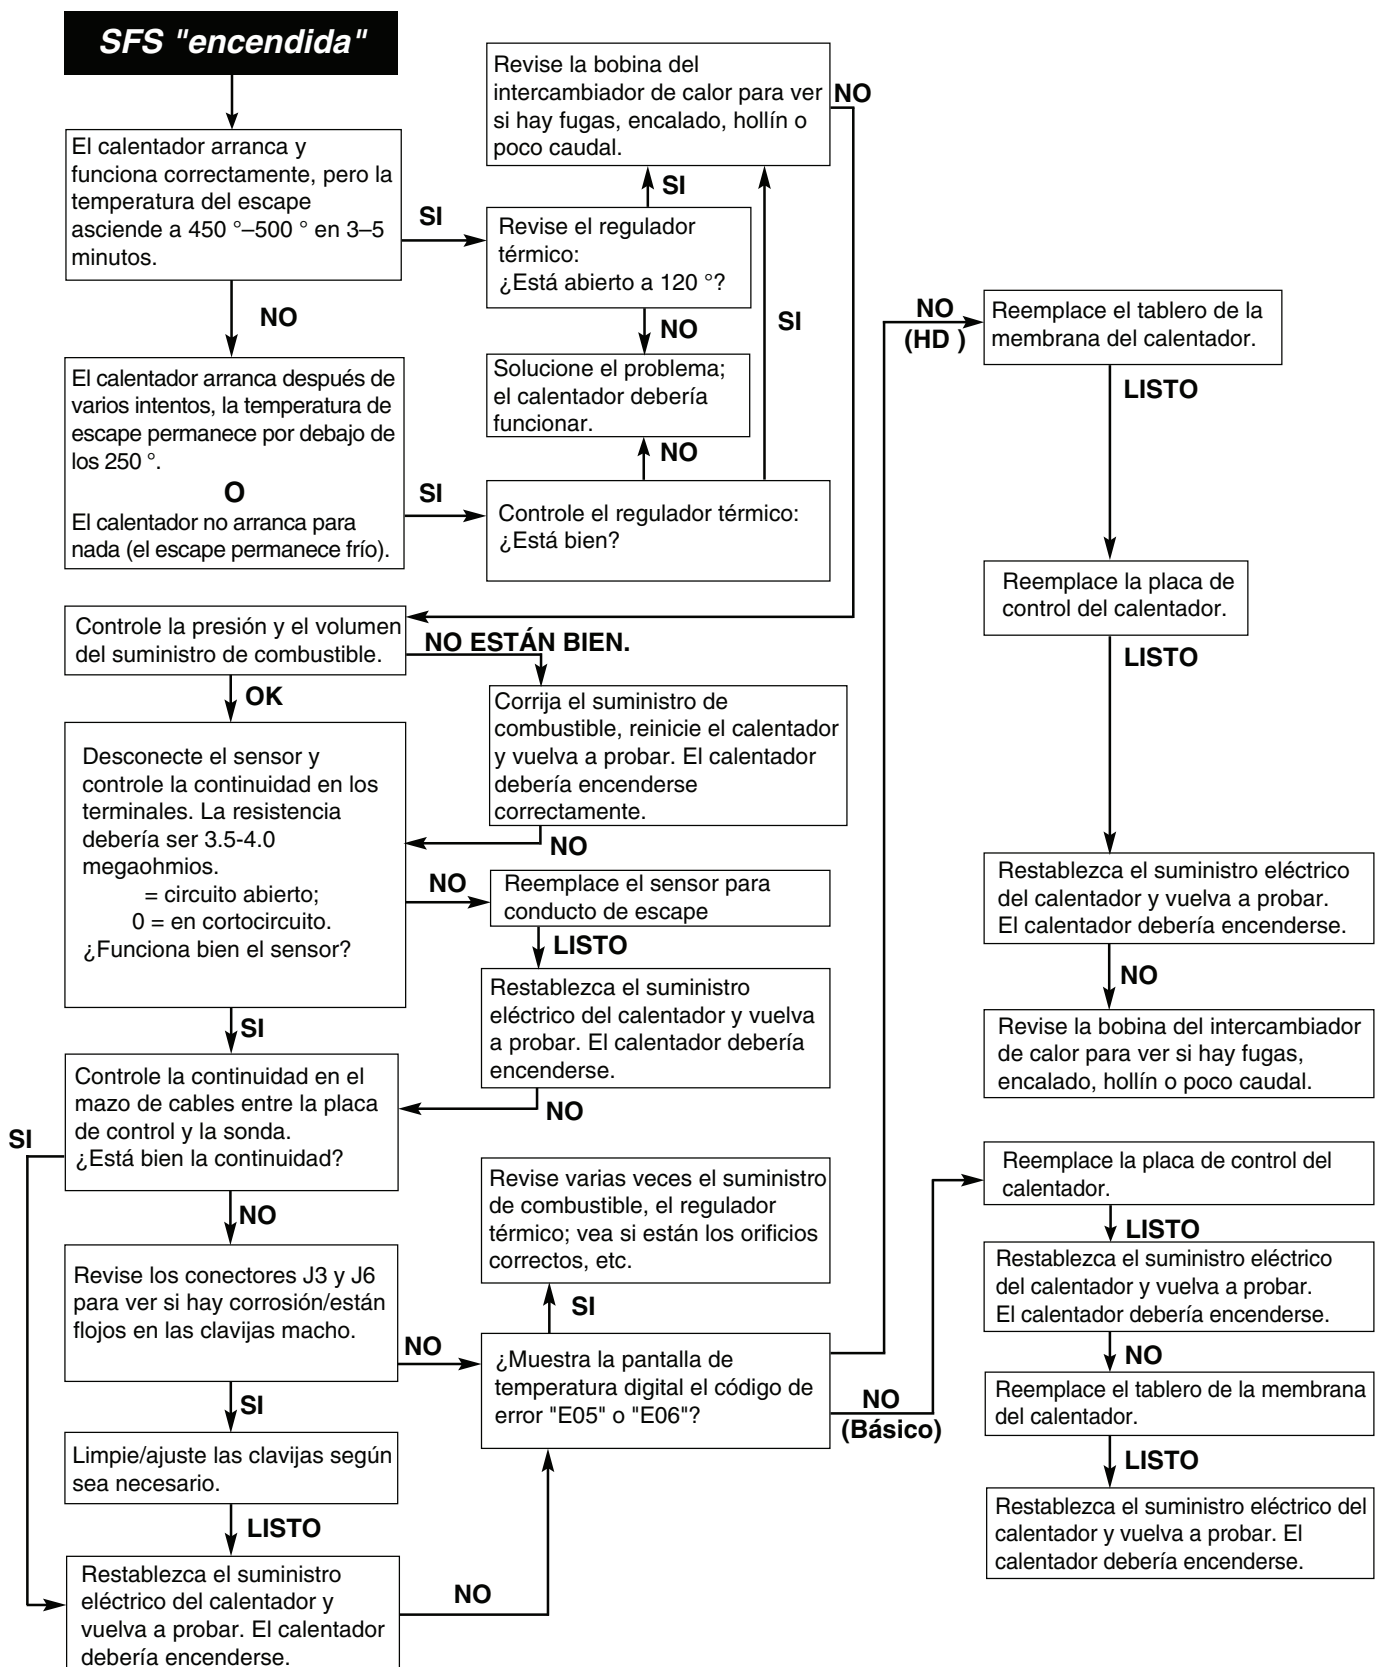 SFS "encendida"
El calentador arranca y
funciona correctamente, pero la
temperatura del escape
asciende a 450 °–500 ° en 3–5
minutos.
SI
NO
Revise el regulador
térmico:
¿Está abierto a 120 °?
SI
NO
Revise la bobina del
intercambiador de calor para ver
si hay fugas, encalado, hollín o
poco caudal.
NO
Solucione el problema;
el calentador debería
funcionar.
El calentador arranca después de
varios intentos, la temperatura de
escape permanece por debajo de
los 250 °.
O
El calentador no arranca para
nada (el escape permanece frío).
SI
Controle el regulador térmico:
¿Está bien?
NO
SI
Controle la presión y el volumen
del suministro de combustible.
NO ESTÁN BIEN.
OK
Corrija el suministro de
combustible, reinicie el calentador
y vuelva a probar. El calentador
debería encenderse
correctamente.
NO
Desconecte el sensor y
controle la continuidad en los
terminales. La resistencia
debería ser 3.5-4.0
megaohmios.
= circuito abierto;
0 = en cortocircuito.
¿Funciona bien el sensor?
NO
SI
Reemplace el sensor para
conducto de escape
LISTO
Restablezca el suministro
eléctrico del calentador y vuelva
a probar. El calentador debería
encenderse.
NO
Controle la continuidad en el
mazo de cables entre la placa
de control y la sonda.
¿Está bien la continuidad?
SI
NO
Revise los conectores J3 y J6
para ver si hay corrosión/están
flojos en las clavijas macho.
NO
SI
Limpie/ajuste las clavijas según
sea necesario.
LISTO
Restablezca el suministro
eléctrico del calentador y
vuelva a probar. El calentador
debería encenderse.
NO
¿Muestra la pantalla de
temperatura digital el código de
error "E05" o "E06"?
SI
Revise varias veces el suministro
de combustible, el regulador
térmico; vea si están los orificios
correctos, etc.
NO
(HD )
Reemplace el tablero de la
membrana del calentador.
LISTO
Reemplace la placa de
control del calentador.
LISTO
Restablezca el suministro eléctrico
del calentador y vuelva a probar.
El calentador debería encenderse.
NO
Revise la bobina del intercambiador
de calor para ver si hay fugas,
encalado, hollín o poco caudal.
NO
(Básico)
Reemplace la placa de control del
calentador.
LISTO
Restablezca el suministro eléctrico
del calentador y vuelva a probar.
El calentador debería encenderse.
NO
Reemplace el tablero de la membrana
del calentador.
LISTO
Restablezca el suministro eléctrico del
calentador y vuelva a probar. El
calentador debería encenderse.